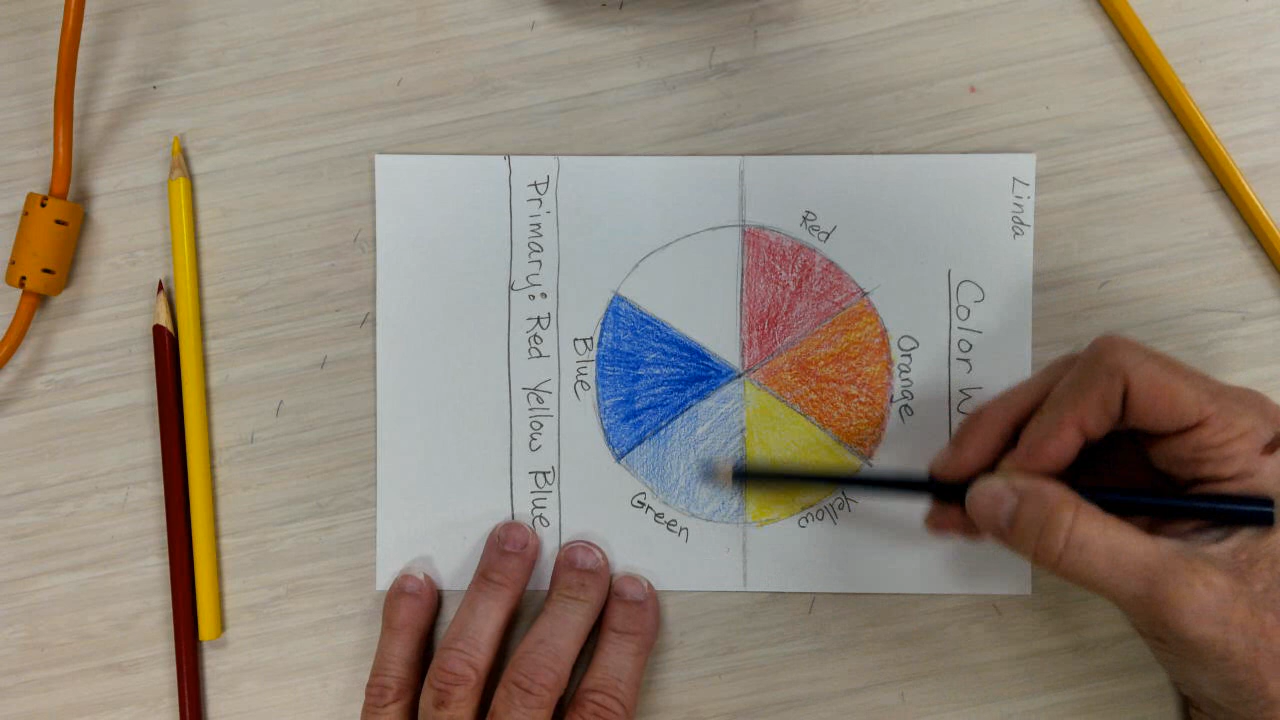 Linda
Color
Red
Orange
Yellow
Green
Blue
Primary: Red Yellow Blue